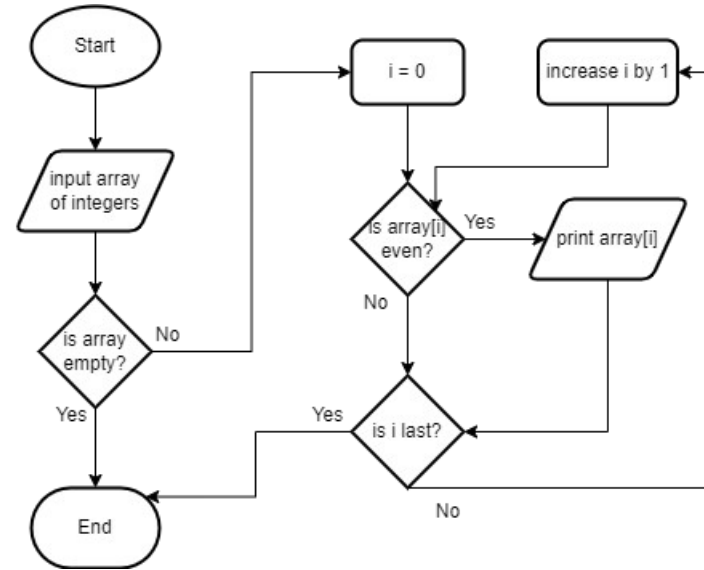 Start
input array
of integers
is array
empty?
Yes
No
End
i = 0
increase i by 1
is array[i]
even?
Yes
No
print array[i]
is i last?
Yes
No